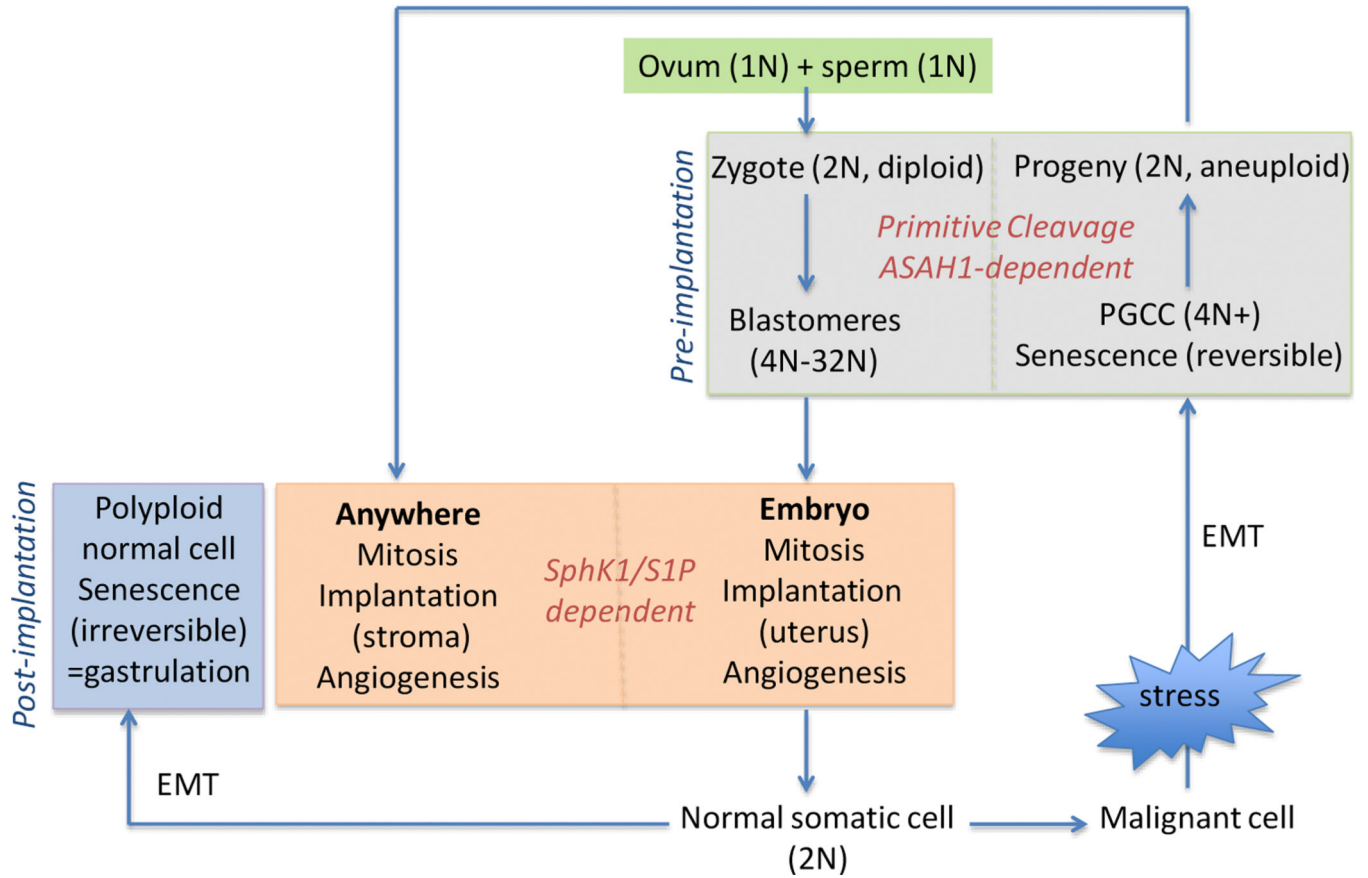 Ovum (1N) + sperm (1N)
Pre-implantation
Zygote (2N, diploid)
Progeny (2N, aneuploid)
Primitive Cleavage
ASAH1-dependent
Blastomeres
(4N-32N)
PGCC (4N+)
Senescence (reversible)
Post-implantation
Polyploid
normal cell
Senescence
(irreversible)
=gastrulation
Anywhere
Mitosis
Implantation
(stroma)
Angiogenesis
SphK1/S1P
dependent
Embryo
Mitosis
Implantation
(uterus)
Angiogenesis
EMT
stress
EMT
Normal somatic cell
(2N)
Malignant cell